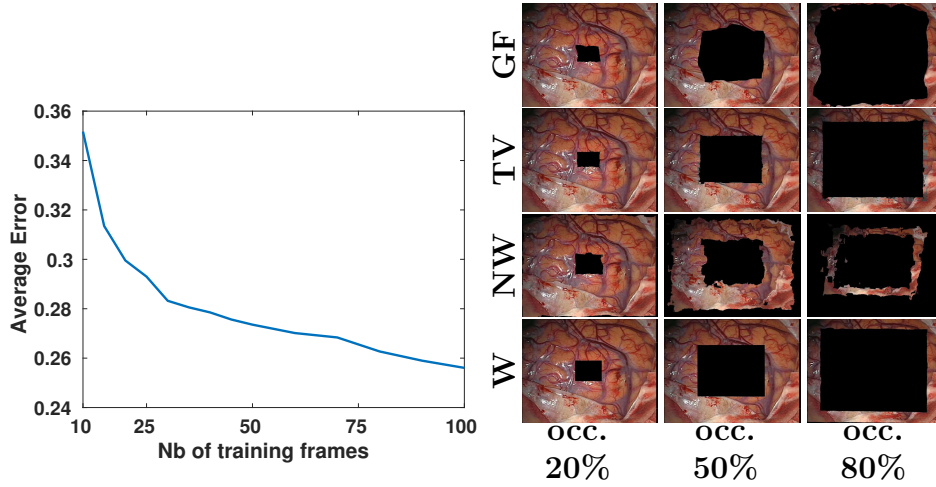 0.36
0.34
0.32
0.3
0.28
0.26
0.24
Average Error
10 25 50 75 100
Nb of training frames
GF
TV
NW
W
occ. occ. occ.
20% 50% 80%